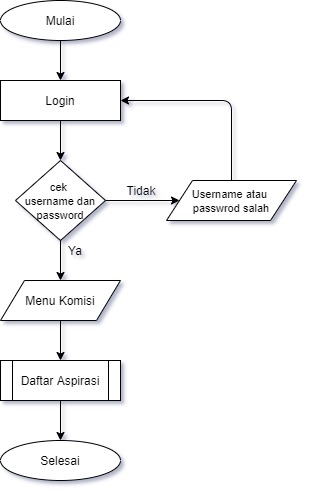 Mulai
Login
cek
username dan
password
Tidak
Username atau
passwrod salah
Ya
Menu Komisi
Daftar Aspirasi
Selesai